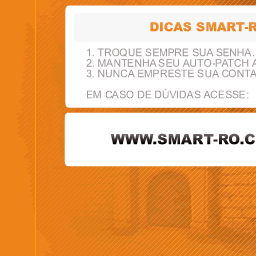 DICAS SMART-R
1. TROQUE SEMPRE SUA SENHA.
2. MANTENHA SEU AUTO-PATCH A
3. NUNCA EMPRESTE SUA CONTA
EM CASO DE DÚVIDAS ACESSE:
WWW.SMART-RO.C